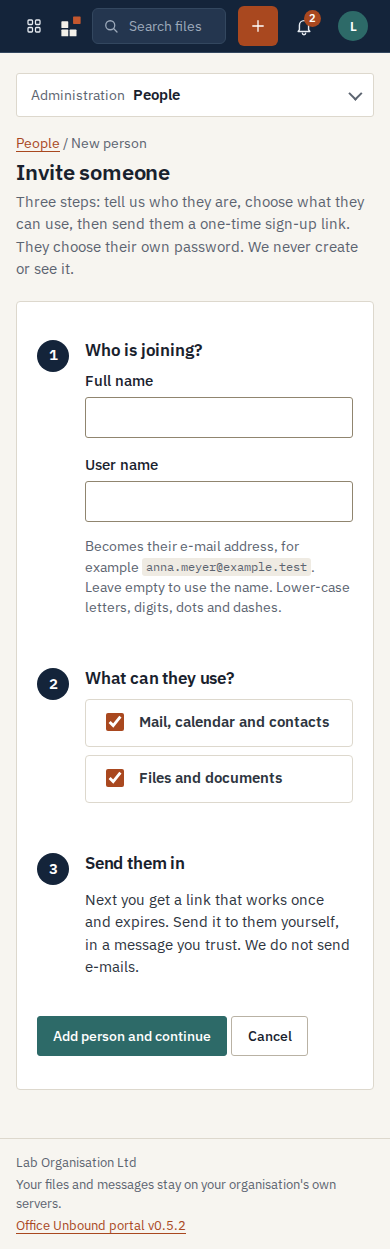 Search files
2
L
Administration People
People / New person
Invite someone
Three steps: tell us who they are, choose what they
can use, then send them a one-time sign-up link.
They choose their own password. We never create
or see it.
1
Who is joining?
Full name
User name
Becomes their e-mail address, for
example anna.meyer@example.test.
Leave empty to use the name. Lower-case
letters, digits, dots and dashes.
2
What can they use?
Mail, calendar and contacts
Files and documents
3
Send them in
Next you get a link that works once
and expires. Send it to them yourself,
in a message you trust. We do not send
e-mails.
Add person and continue Cancel
Lab Organisation Ltd
Your files and messages stay on your organisation's own
servers.
Office Unbound portal v0.5.2